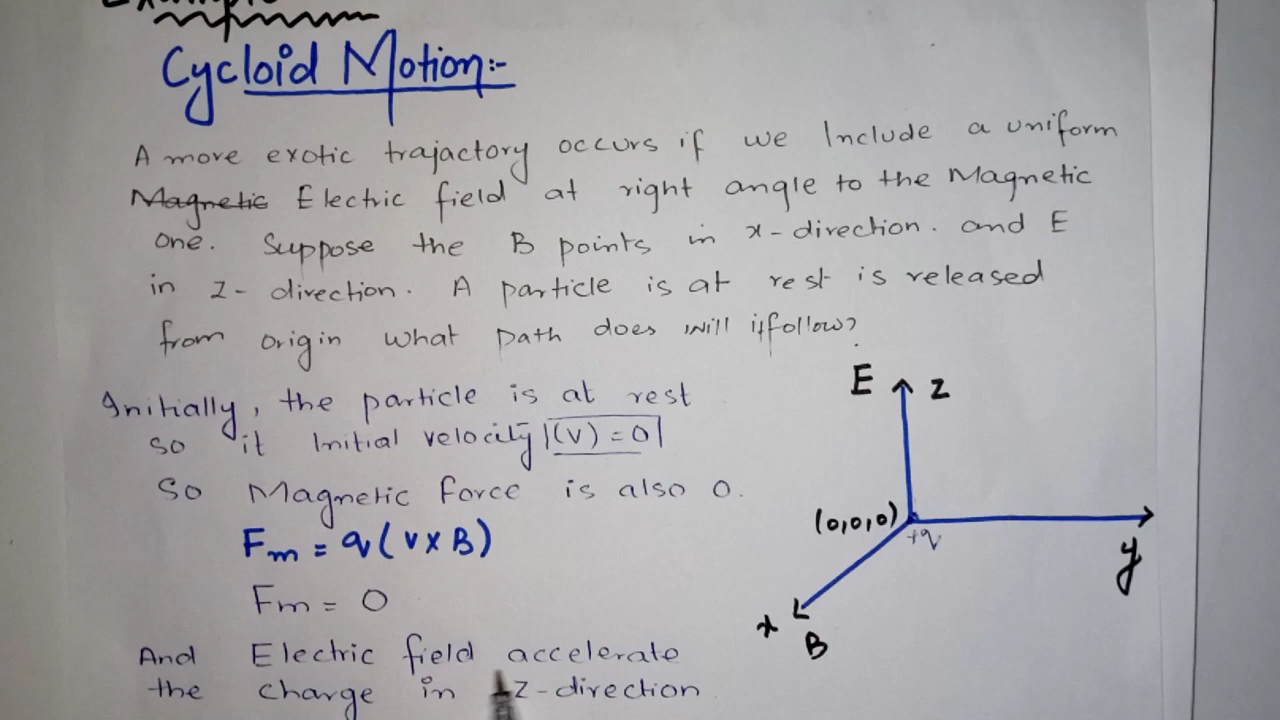 Example
Cycloid Motion:-
A more exotic trajactory occurs if we Include a uniform
Magnetic Electric field at right angle to the Magnetic
one. Suppose the B points in x-direction. and E
in z-direction. A particle is at rest is released
from origin what path does will it follow?
Initially, the particle is at rest
so it Initial velocity |(v)=0|
So Magnetic force is also 0.
Fm = q(v×B)
Fm = 0
And Electric field accelerate
the charge in z-direction
E z
(0,0,0)
+q
y
x
B